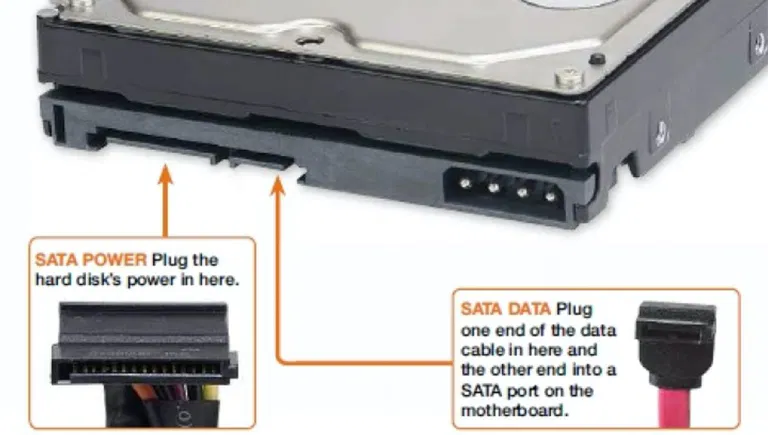 SATA POWER Plug the
hard disk's power in here.
SATA DATA Plug
one end of the data
cable in here and
the other end into a
SATA port on the
motherboard.